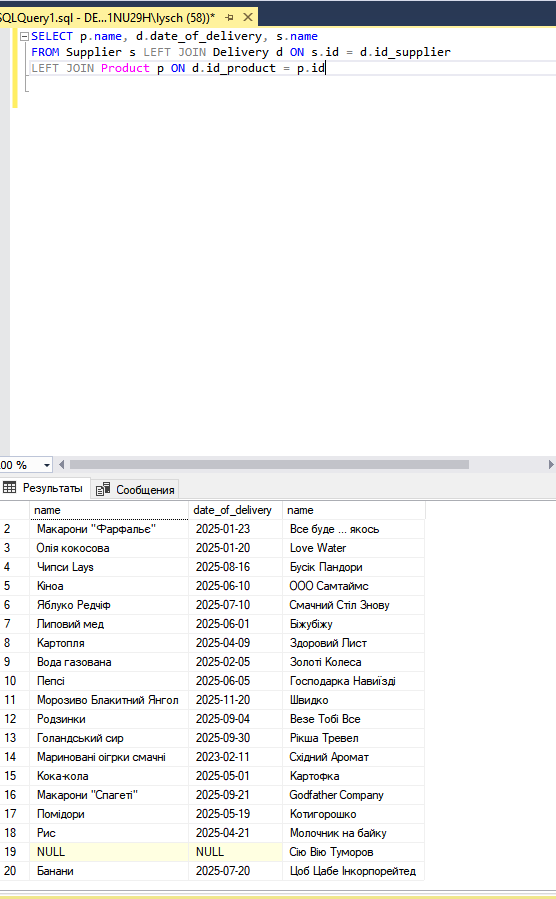 SQLQuery1.sql - DE...1NU29H\lysch (58))*
SELECT p.name, d.date_of_delivery, s.name
FROM Supplier s LEFT JOIN Delivery d ON s.id = d.id_supplier
LEFT JOIN Product p ON d.id_product = p.id
00 %
Результаты Сообщения
name date_of_delivery name
2 Макарони "Фарфальє" 2025-01-23 Все буде ... якось
3 Олія кокосова 2025-01-20 Love Water
4 Чипси Lays 2025-08-16 Бусік Пандори
5 Кіноа 2025-06-10 ООО Самтаймс
6 Яблуко Редчіф 2025-07-10 Смачний Стіл Знову
7 Липовий мед 2025-06-01 Біжубіжу
8 Картопля 2025-04-09 Здоровий Лист
9 Вода газована 2025-02-05 Золоті Колеса
10 Пепсі 2025-06-05 Господарка Навиїзді
11 Морозиво Блакитний Янгол 2025-11-20 Швидко
12 Родзинки 2025-09-04 Везе Тобі Все
13 Голандський сир 2025-09-30 Рікша Тревел
14 Мариновані оігрки смачні 2023-02-11 Східний Аромат
15 Кока-кола 2025-05-01 Картофка
16 Макарони "Спагеті" 2025-09-21 Godfather Company
17 Помідори 2025-05-19 Котигорошко
18 Рис 2025-04-21 Молочник на байку
19 NULL NULL Сію Вію Туморов
20 Банани 2025-07-20 Цоб Цабе Інкорпорейтед